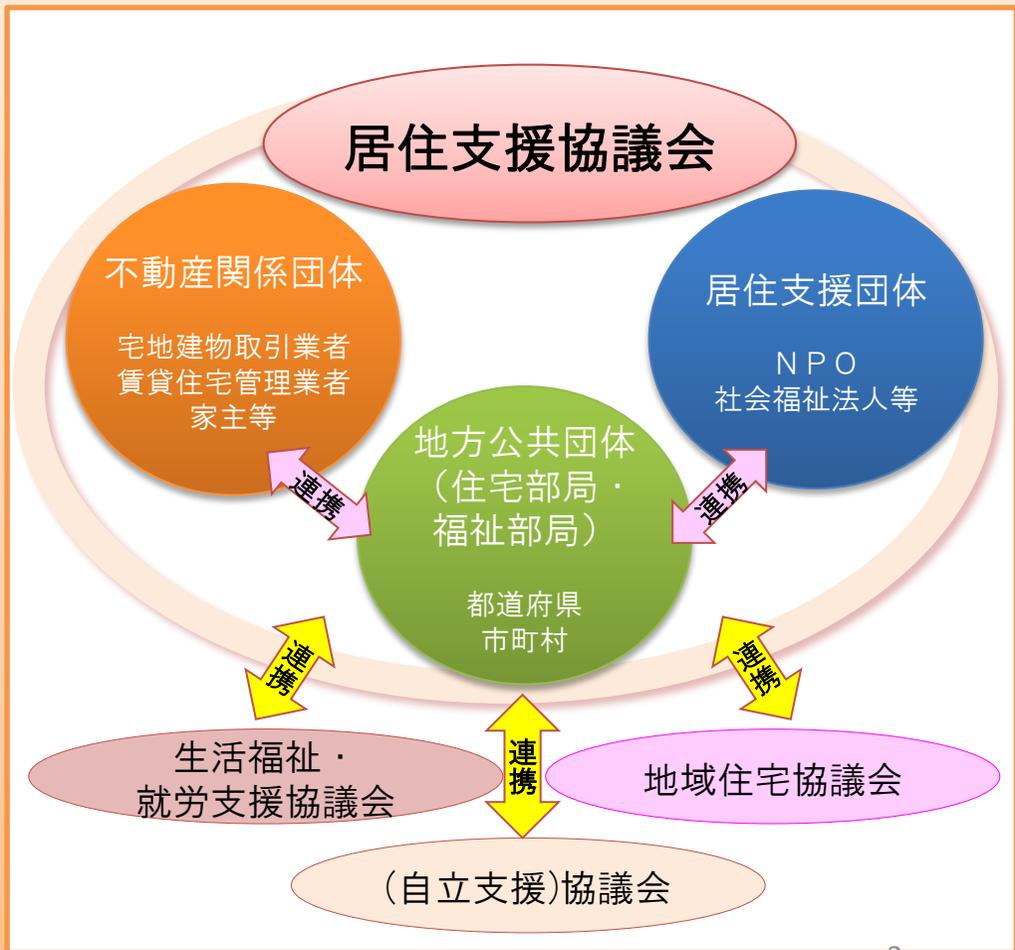 居住支援協議会
不動産関係団体
宅地建物取引業者
賃貸住宅管理業者
家主等
居住支援団体
ＮＰＯ
社会福祉法人等
地方公共団体
（住宅部局・
福祉部局）
都道府県
市町村
連携
連携
連携
連携
連携
生活福祉・
就労支援協議会
地域住宅協議会
（自立支援）協議会